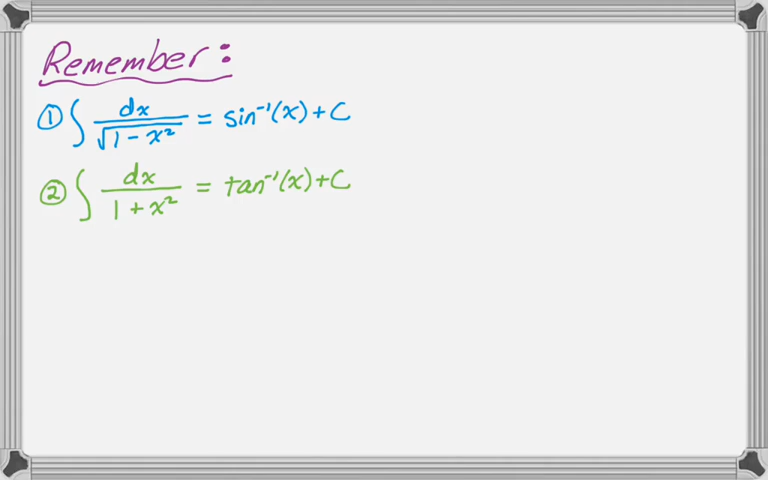 Remember:
① ∫ dx / √(1 - x²) = sin⁻¹(x) + C
② ∫ dx / (1 + x²) = tan⁻¹(x) + C